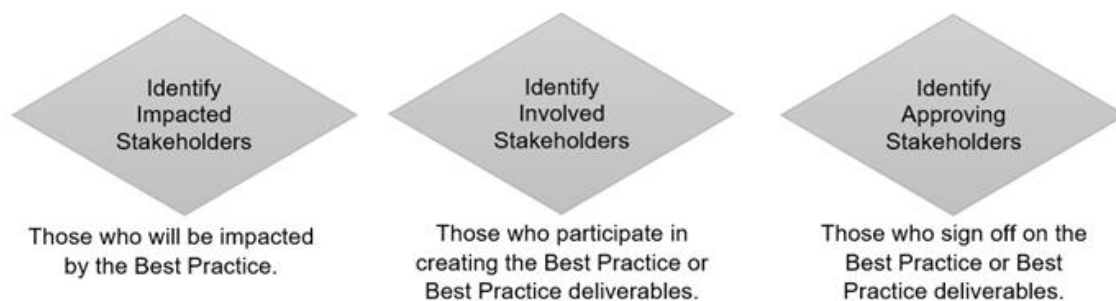 Identify
Impacted
Stakeholders
Those who will be impacted
by the Best Practice.
Identify
Involved
Stakeholders
Those who participate in
creating the Best Practice or
Best Practice deliverables.
Identify
Approving
Stakeholders
Those who sign off on the
Best Practice or Best
Practice deliverables.